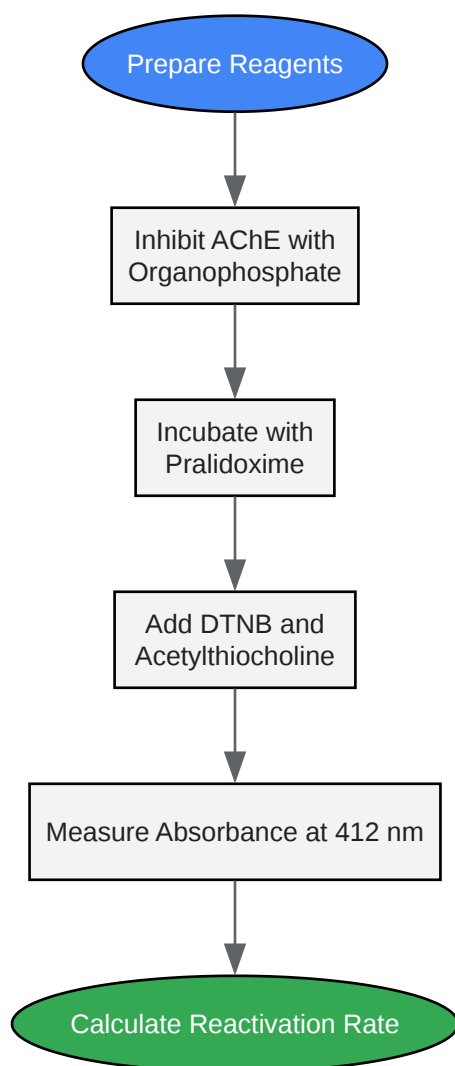 Prepare Reagents
Inhibit AChE with
Organophosphate
Incubate with
Pralidoxime
Add DTNB and
Acetylthiocholine
Measure Absorbance at 412 nm
Calculate Reactivation Rate